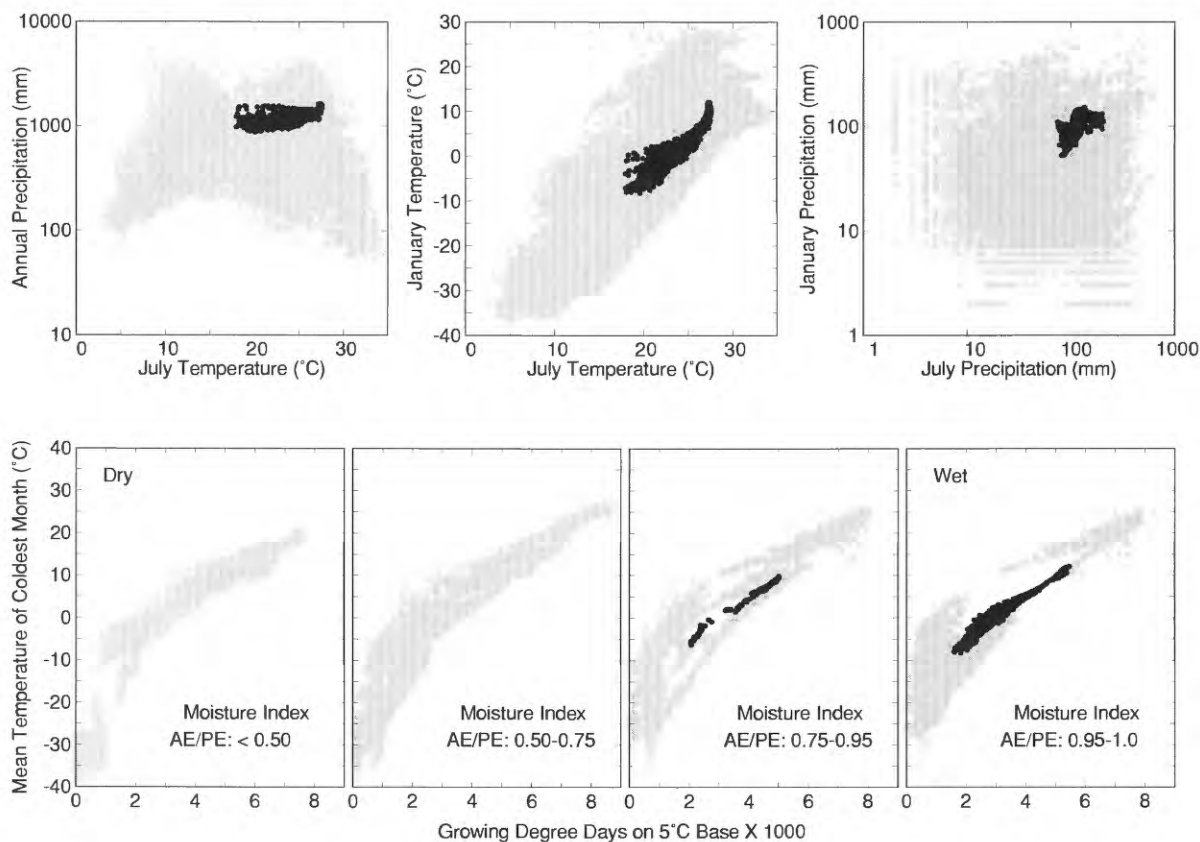 10000
1000
100
10
Annual Precipitation (mm)
0 10 20 30
July Temperature (°C)
30
20
10
0
-10
-20
-30
-40
January Temperature (°C)
0 10 20 30
July Temperature (°C)
1000
100
10
1
January Precipitation (mm)
1 10 100 1000
July Precipitation (mm)
40
30
20
10
0
-10
-20
-30
-40
Mean Temperature of Coldest Month (°C)
Dry
Moisture Index
AE/PE: < 0.50
0 2 4 6 8
Moisture Index
AE/PE: 0.50-0.75
0 2 4 6 8
Moisture Index
AE/PE: 0.75-0.95
0 2 4 6 8
Wet
Moisture Index
AE/PE: 0.95-1.0
0 2 4 6 8
Growing Degree Days on 5°C Base X 1000